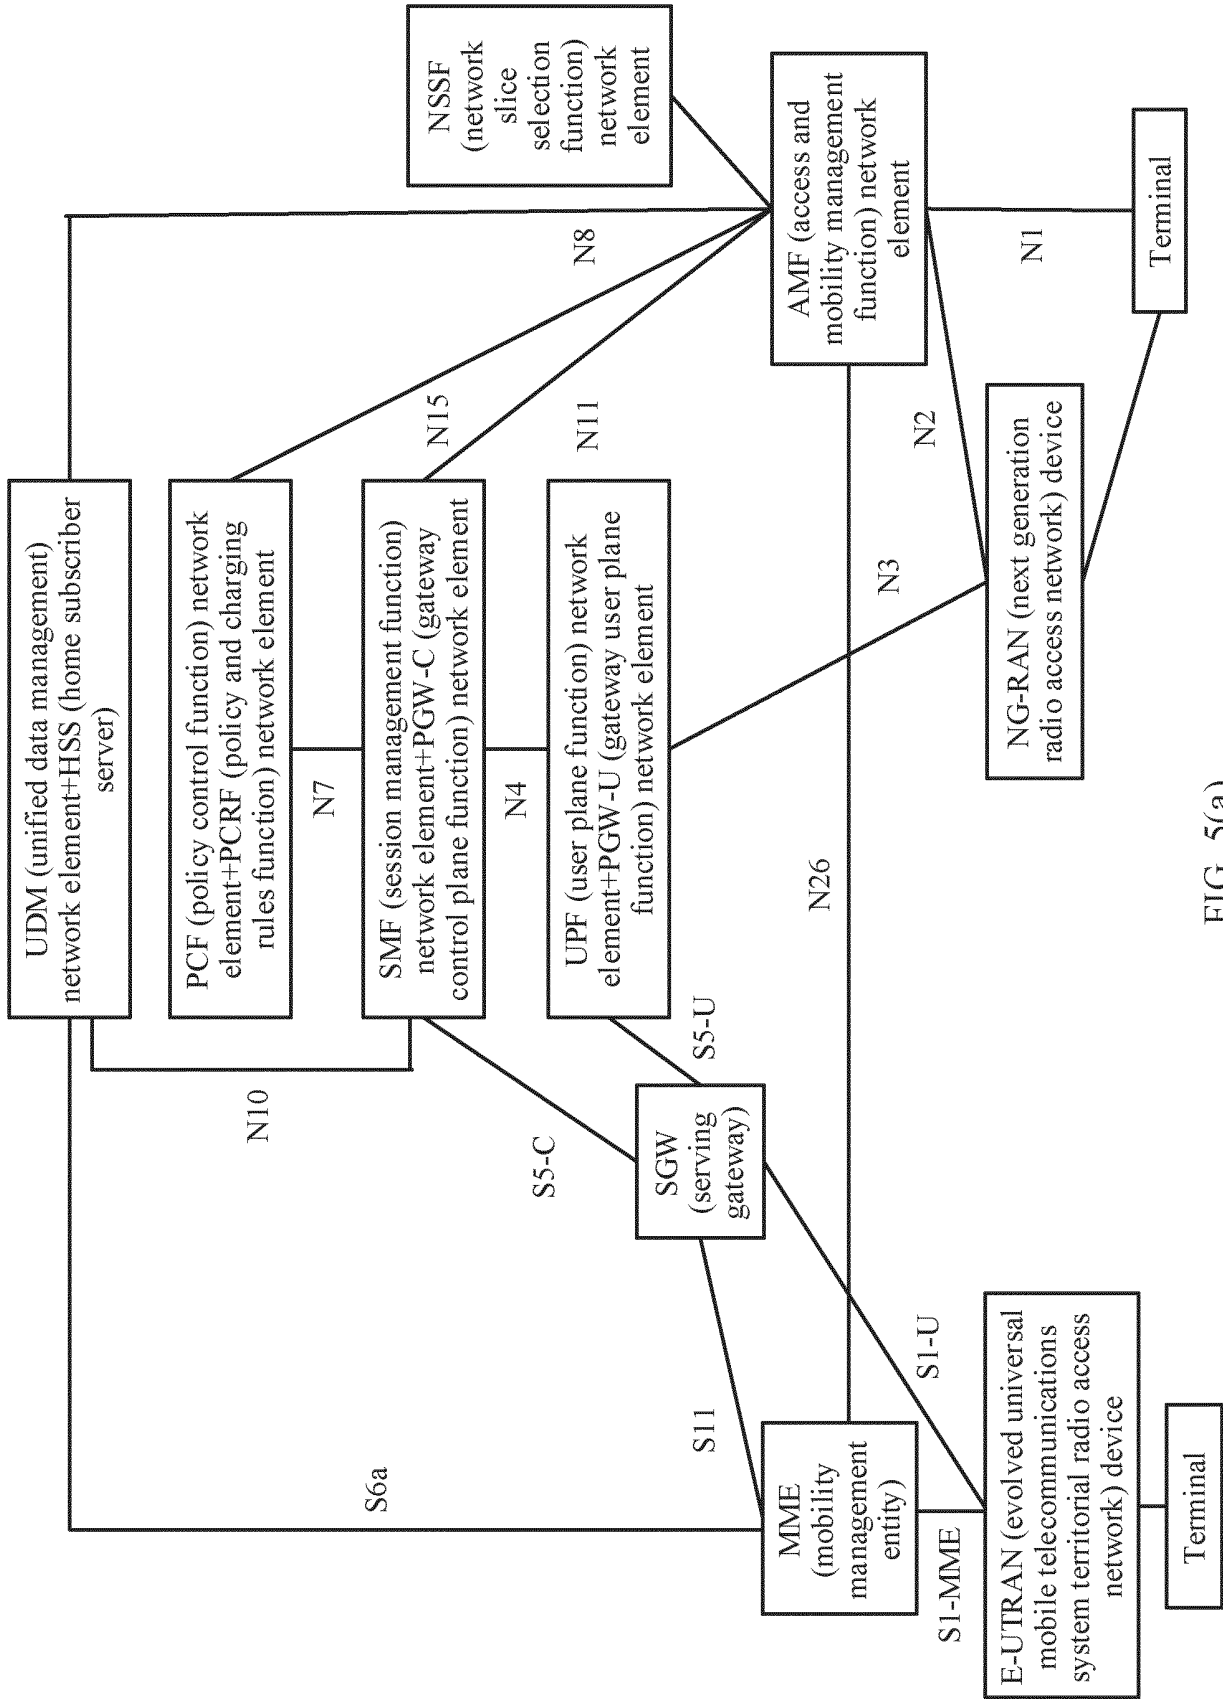 UDM (unified data management)
network element+HSS (home subscriber
server)
PCF (policy control function) network
element+PCRF (policy and charging
rules function) network element
SMF (session management function)
network element+PGW-C (gateway
control plane function) network element
UPF (user plane function) network
element+PGW-U (gateway user plane
function) network element
NSSF
(network
slice
selection
function)
network
element
AMF (access and
mobility management
function) network
element
SGW
(serving
gateway)
MME
(mobility
management
entity)
E-UTRAN (evolved universal
mobile telecommunications
system territorial radio access
network) device
NG-RAN (next generation
radio access network) device
Terminal
Terminal
S6a
N10
N8
N7
N15
N4
N11
S5-C
S5-U
S11
N26
S1-U
S1-MME
N3
N2
N1
FIG. 5(a)